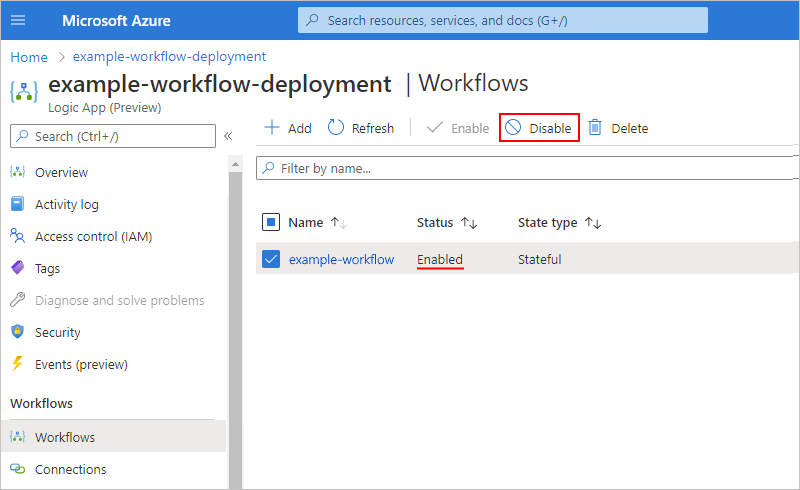 Microsoft Azure
Search resources, services, and docs (G+/)
Home > example-workflow-deployment
example-workflow-deployment | Workflows
Logic App (Preview)
Search (Ctrl+/)
«
Add Refresh Enable Disable Delete
Overview
Activity log
Access control (IAM)
Tags
Diagnose and solve problems
Security
Events (preview)
Workflows
Workflows
Connections
Filter by name...
Name ↑↓ Status ↑↓ State type ↑↓
example-workflow Enabled Stateful